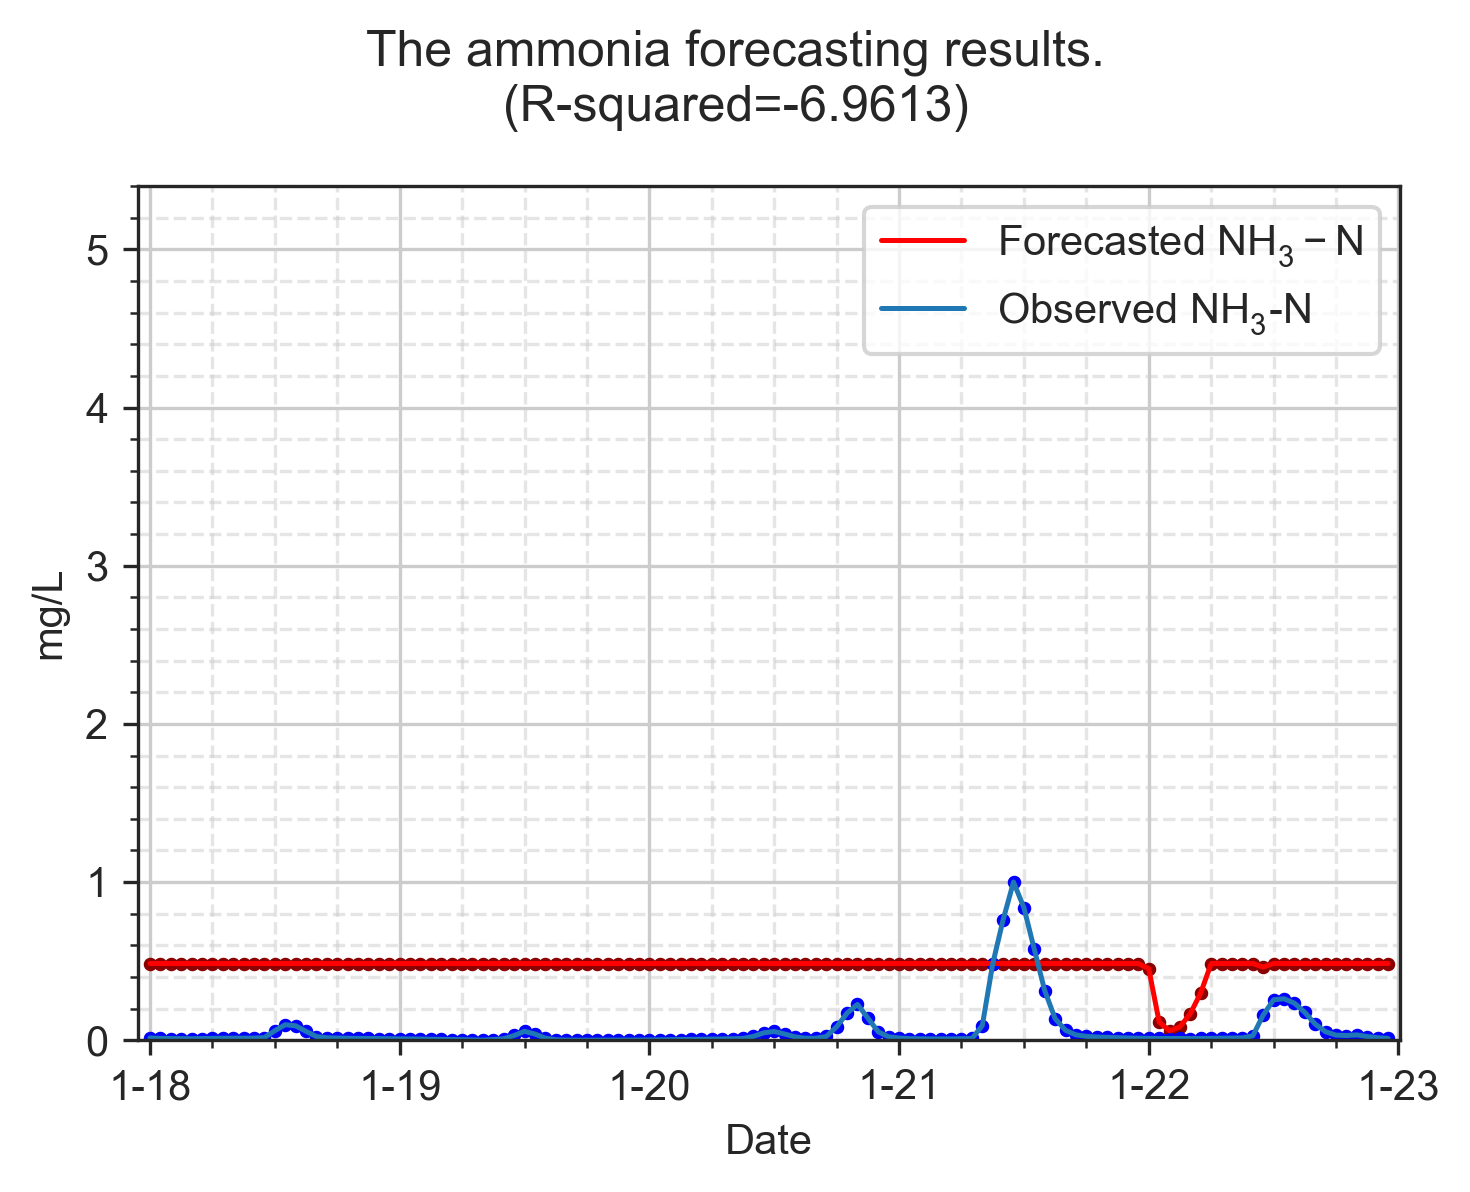 The ammonia forecasting results.
(R-squared=-6.9613)
Forecasted NH₃ − N
Observed NH₃-N
5
4
3
2
1
0
mg/L
1-18 1-19 1-20 1-21 1-22 1-23
Date